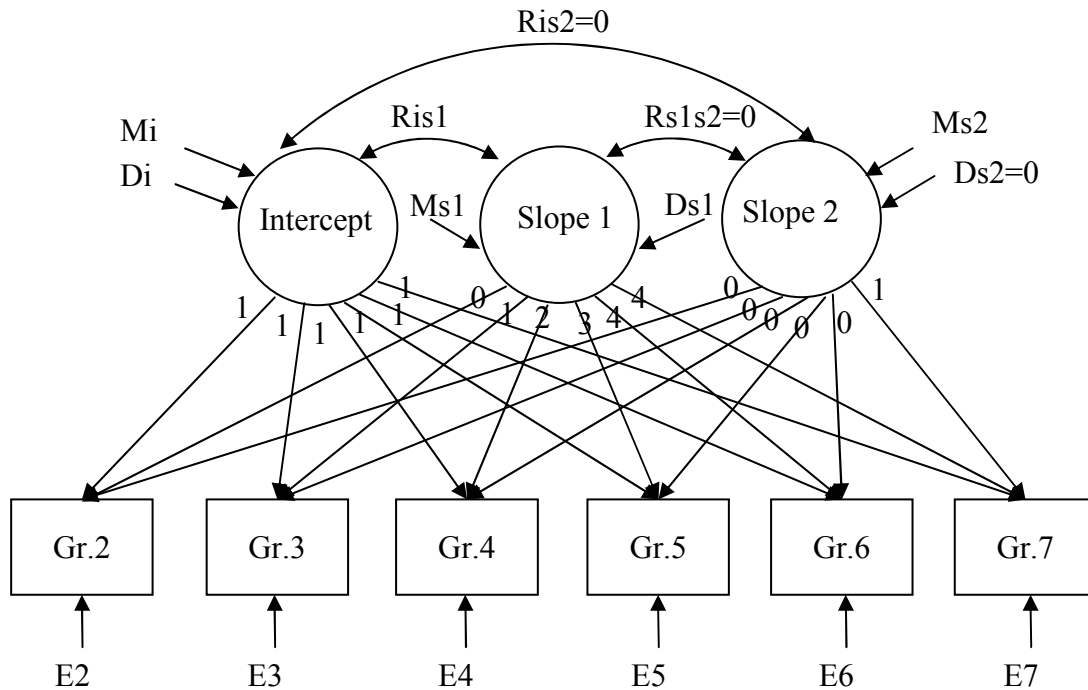 Ris2=0
Mi
Ris1
Rs1s2=0
Ms2
Di
Ds2=0
Intercept
Ms1
Slope 1
Ds1
Slope 2
1 1 1 1 1 1
0 1 2 3 4 4
0 0 0 0 0 1
Gr.2 Gr.3 Gr.4 Gr.5 Gr.6 Gr.7
E2 E3 E4 E5 E6 E7